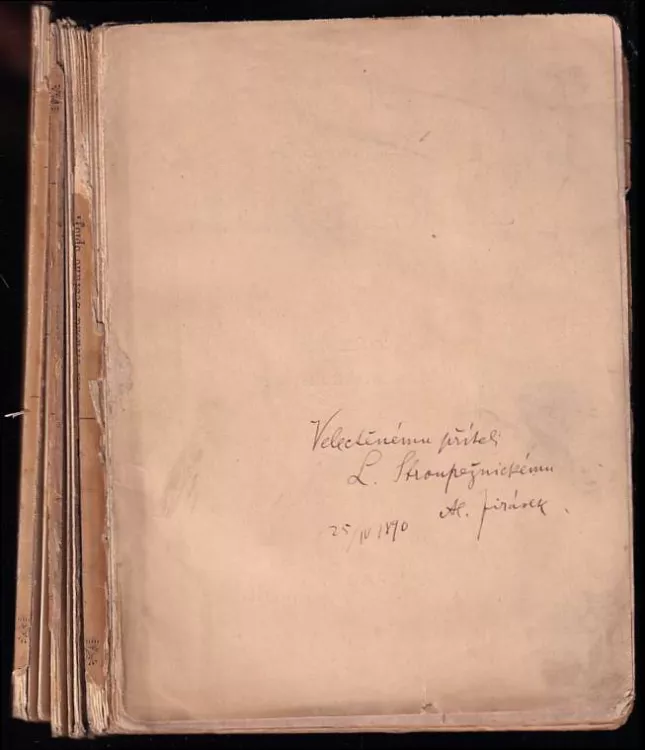 Velectěnému příteli
L. Stroupežnickému
Al. Jirásek.
25/IV 1890